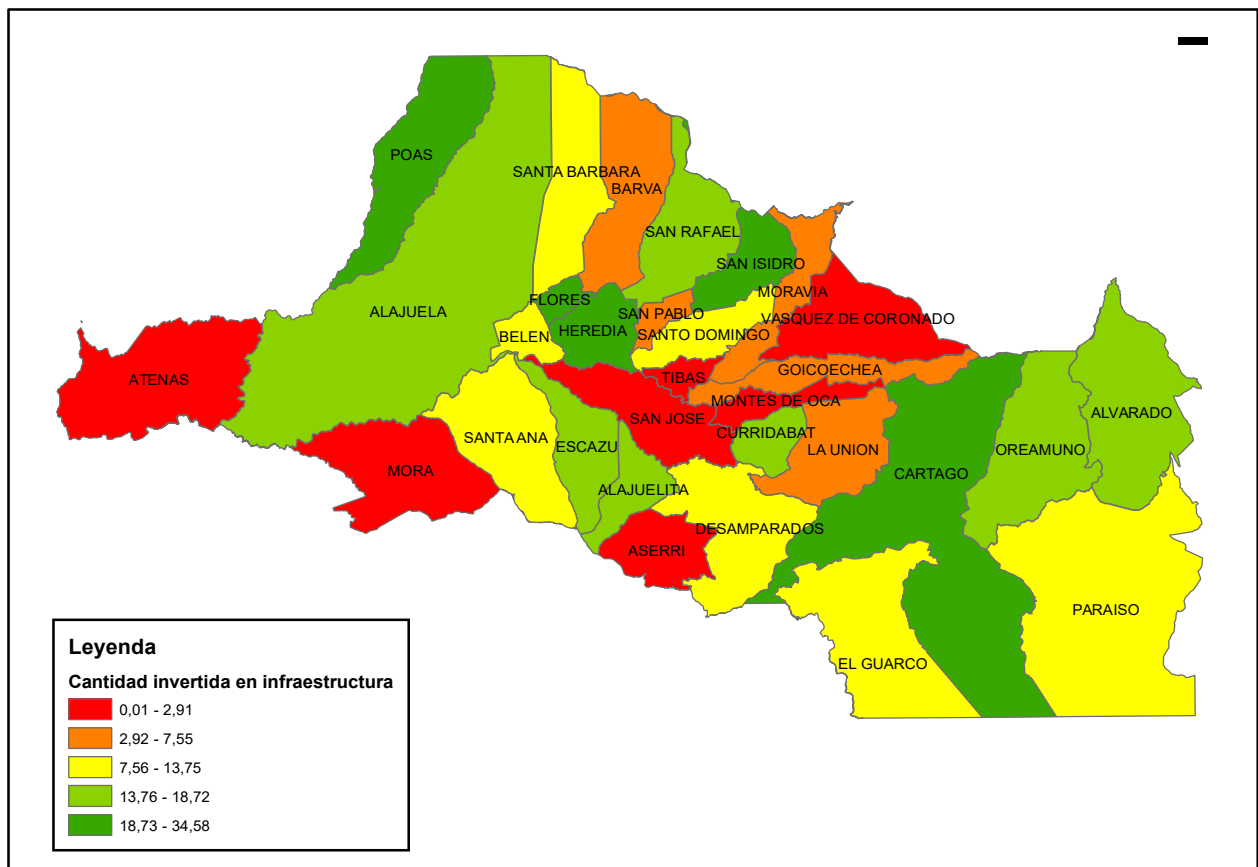 POAS
SANTA BARBARA
BARVA
SAN RAFAEL
SAN ISIDRO
MORAVIA
FLORES
ALAJUELA
SAN PABLO
VASQUEZ DE CORONADO
HEREDIA
BELEN
SANTO DOMINGO
GOICOECHEA
ATENAS
TIBAS
MONTES DE OCA
ALVARADO
SAN JOSE
CURRIDABAT
SANTA ANA
ESCAZU
LA UNION
OREAMUNO
MORA
CARTAGO
ALAJUELITA
DESAMPARADOS
ASERRI
PARAISO
EL GUARCO
Leyenda
Cantidad invertida en infraestructura
0,01 - 2,91
2,92 - 7,55
7,56 - 13,75
13,76 - 18,72
18,73 - 34,58